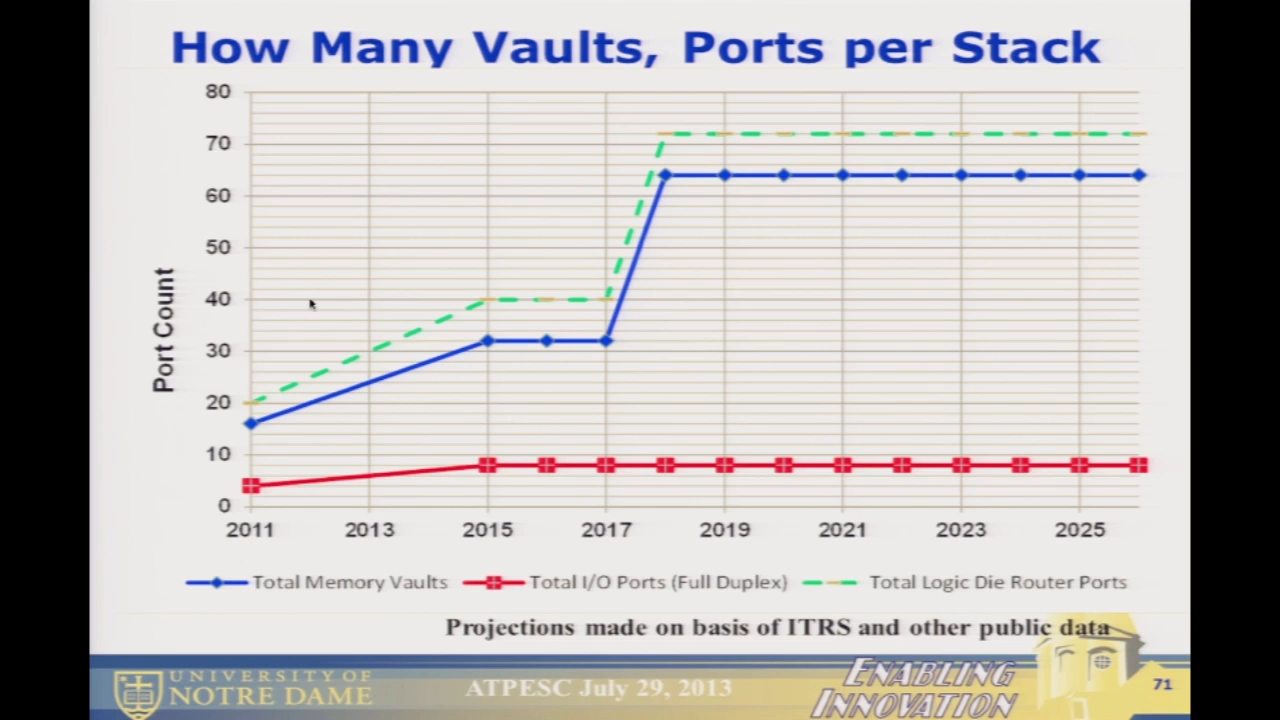 How Many Vaults, Ports per Stack
80
70
60
50
40
30
20
10
0
Port Count
2011 2013 2015 2017 2019 2021 2023 2025
Total Memory Vaults Total I/O Ports (Full Duplex) Total Logic Die Router Ports
Projections made on basis of ITRS and other public data
UNIVERSITY OF
NOTRE DAME
ATPESC July 29, 2013
ENABLING
INNOVATION
71